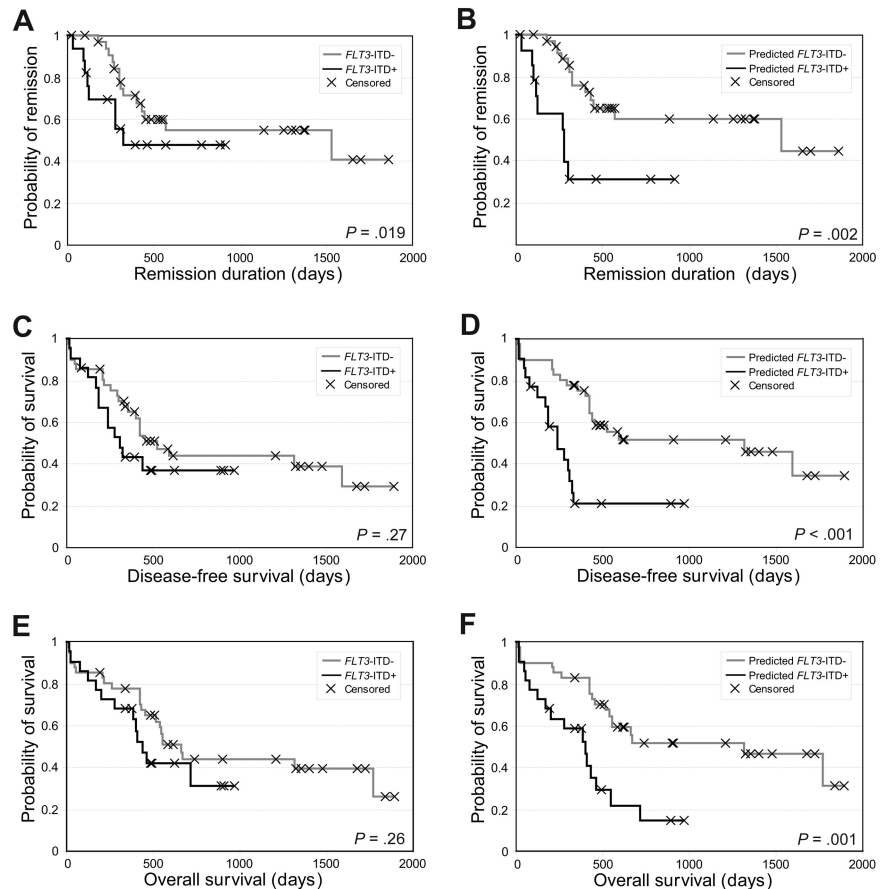 A
Probability of remission
1
0.8
0.6
0.4
0.2
0
0
500
1000
1500
2000
FLT3-ITD-
FLT3-ITD+
Censored
P = .019
Remission duration (days)
B
Probability of remission
1
0.8
0.6
0.4
0.2
0
0
500
1000
1500
2000
Predicted FLT3-ITD-
Predicted FLT3-ITD+
Censored
P = .002
Remission duration (days)
C
Probability of survival
1
0.8
0.6
0.4
0.2
0
0
500
1000
1500
2000
FLT3-ITD-
FLT3-ITD+
Censored
P = .27
Disease-free survival (days)
D
Probability of survival
1
0.8
0.6
0.4
0.2
0
0
500
1000
1500
2000
Predicted FLT3-ITD-
Predicted FLT3-ITD+
Censored
P < .001
Disease-free survival (days)
E
Probability of survival
1
0.8
0.6
0.4
0.2
0
0
500
1000
1500
2000
FLT3-ITD-
FLT3-ITD+
Censored
P = .26
Overall survival (days)
F
Probability of survival
1
0.8
0.6
0.4
0.2
0
0
500
1000
1500
2000
Predicted FLT3-ITD-
Predicted FLT3-ITD+
Censored
P = .001
Overall survival (days)